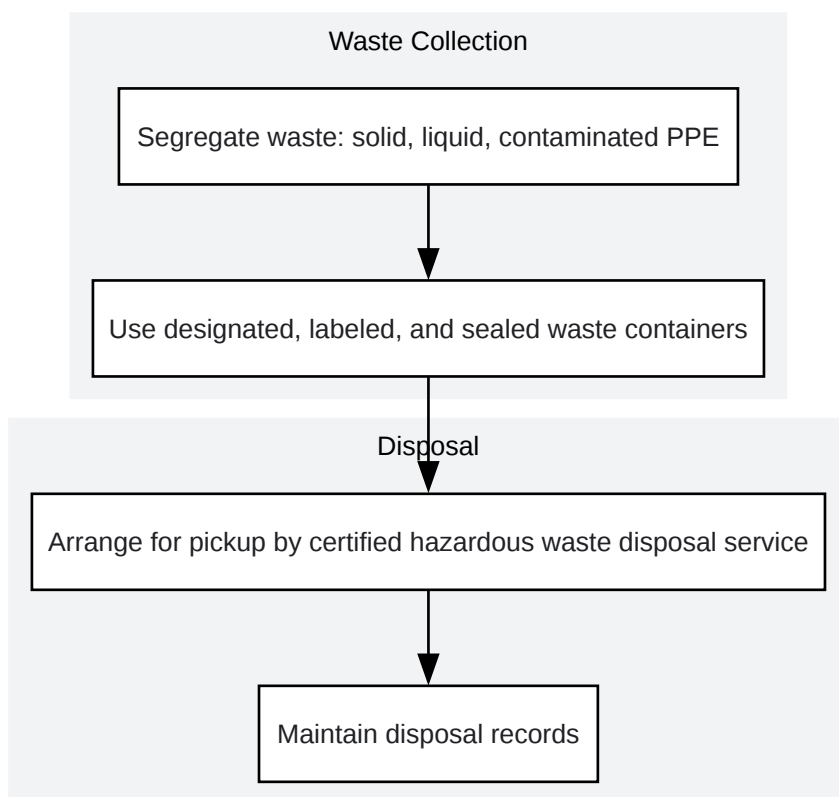 Waste Collection
Segregate waste: solid, liquid, contaminated PPE
Use designated, labeled, and sealed waste containers
Disposal
Arrange for pickup by certified hazardous waste disposal service
Maintain disposal records